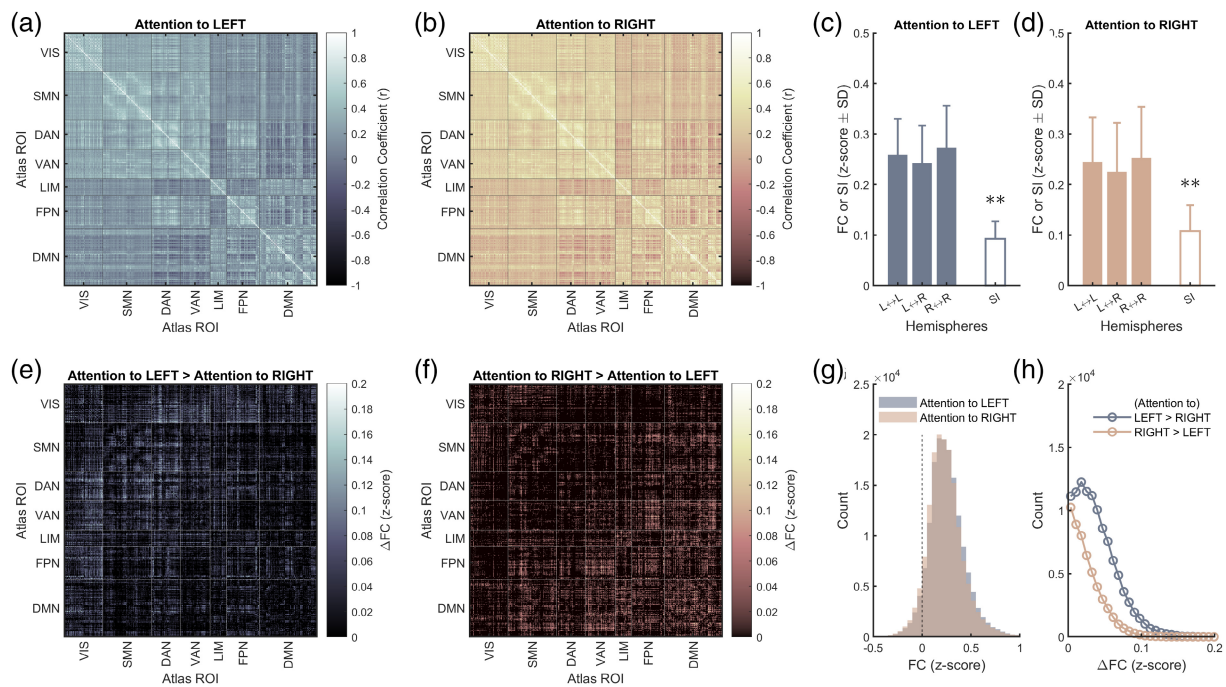 (a)
Attention to LEFT
VIS
SMN
DAN
VAN
LIM
FPN
DMN
Atlas ROI
VIS
SMN
DAN
VAN
LIM
FPN
DMN
Atlas ROI
1
0.8
0.6
0.4
0.2
0
-0.2
-0.4
-0.6
-0.8
-1
Correlation Coefficient (r)
(b)
Attention to RIGHT
VIS
SMN
DAN
VAN
LIM
FPN
DMN
Atlas ROI
VIS
SMN
DAN
VAN
LIM
FPN
DMN
Atlas ROI
1
0.8
0.6
0.4
0.2
0
-0.2
-0.4
-0.6
-0.8
-1
Correlation Coefficient (r)
(c)
Attention to LEFT
0.5
0.4
0.3
0.2
0.1
0
FC or SI (z-score ± SD)
**
L↔L
L↔R
R↔R
SI
Hemispheres
(d)
Attention to RIGHT
0.5
0.4
0.3
0.2
0.1
0
FC or SI (z-score ± SD)
**
L↔L
L↔R
R↔R
SI
Hemispheres
(e)
Attention to LEFT > Attention to RIGHT
VIS
SMN
DAN
VAN
LIM
FPN
DMN
Atlas ROI
VIS
SMN
DAN
VAN
LIM
FPN
DMN
Atlas ROI
0.2
0.18
0.16
0.14
0.12
0.1
0.08
0.06
0.04
0.02
0
ΔFC (z-score)
(f)
Attention to RIGHT > Attention to LEFT
VIS
SMN
DAN
VAN
LIM
FPN
DMN
Atlas ROI
VIS
SMN
DAN
VAN
LIM
FPN
DMN
Atlas ROI
0.2
0.18
0.16
0.14
0.12
0.1
0.08
0.06
0.04
0.02
0
ΔFC (z-score)
(g)
×10⁴
2.5
2
1.5
1
0.5
0
Count
Attention to LEFT
Attention to RIGHT
-0.5
0
0.5
1
FC (z-score)
(h)
×10⁴
2
1.5
1
0.5
0
Count
(Attention to)
LEFT > RIGHT
RIGHT > LEFT
0
0.1
0.2
ΔFC (z-score)